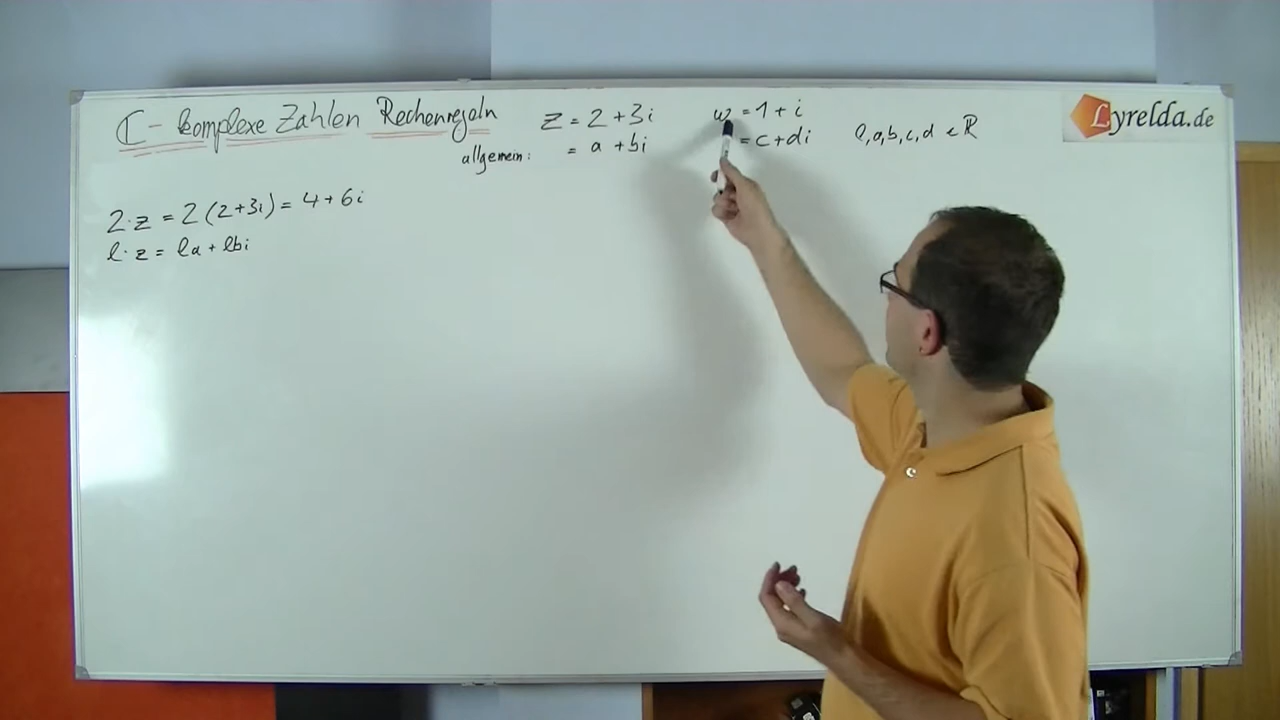 ℂ - komplexe Zahlen Rechenregeln
z = 2 + 3i
allgemein: = a + bi
w = 1 + i
= c + di
l, a, b, c, d ∈ ℝ
Lyrelda.de
2·z = 2(2+3i) = 4 + 6i
l·z = la + lbi